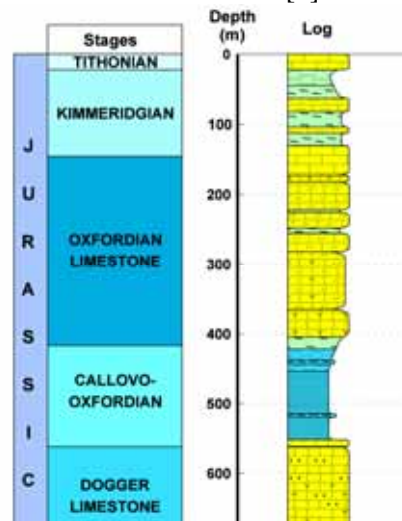 [ ]
Stages
Depth
(m)
Log
TITHONIAN
KIMMERIDGIAN
OXFORDIAN
LIMESTONE
CALLOVO-
OXFORDIAN
DOGGER
LIMESTONE
J
U
R
A
S
S
I
C
0
100
200
300
400
500
600